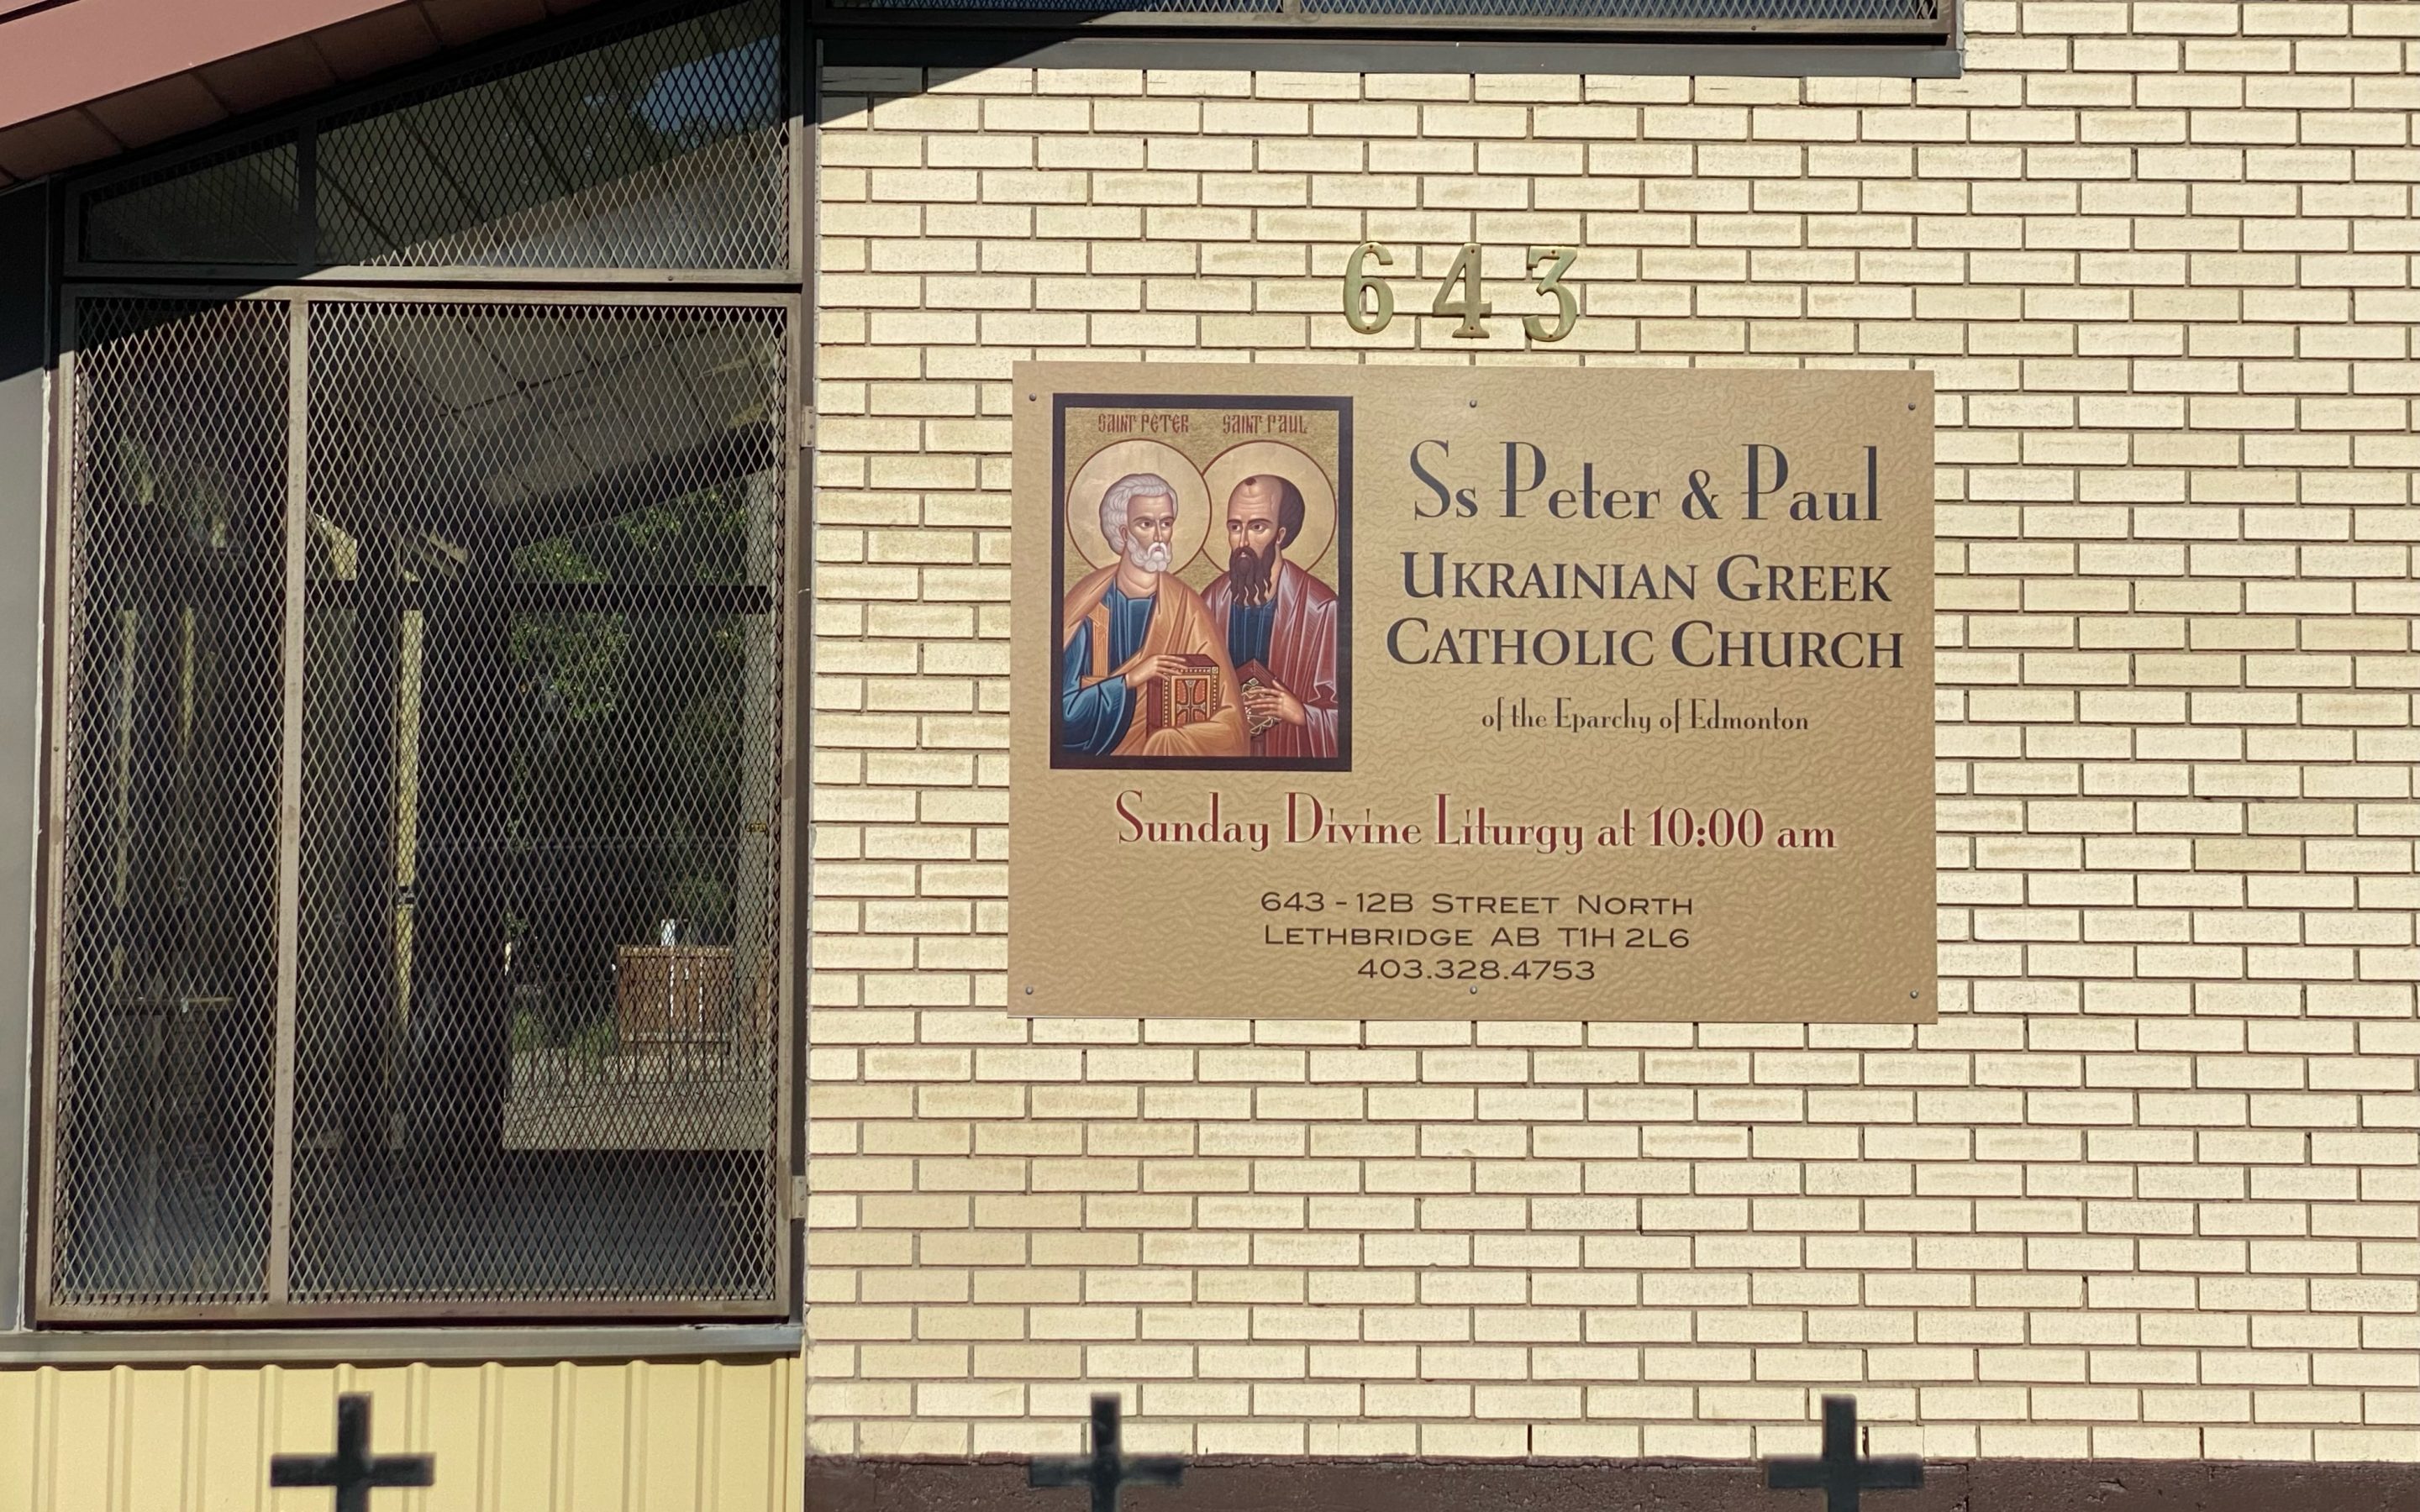 643
SAINT PETER SAINT PAUL
Ss Peter & Paul
UKRAINIAN GREEK
CATHOLIC CHURCH
of the Eparchy of Edmonton
Sunday Divine Liturgy at 10:00 am
643 - 12B STREET NORTH
LETHBRIDGE AB T1H 2L6
403.328.4753